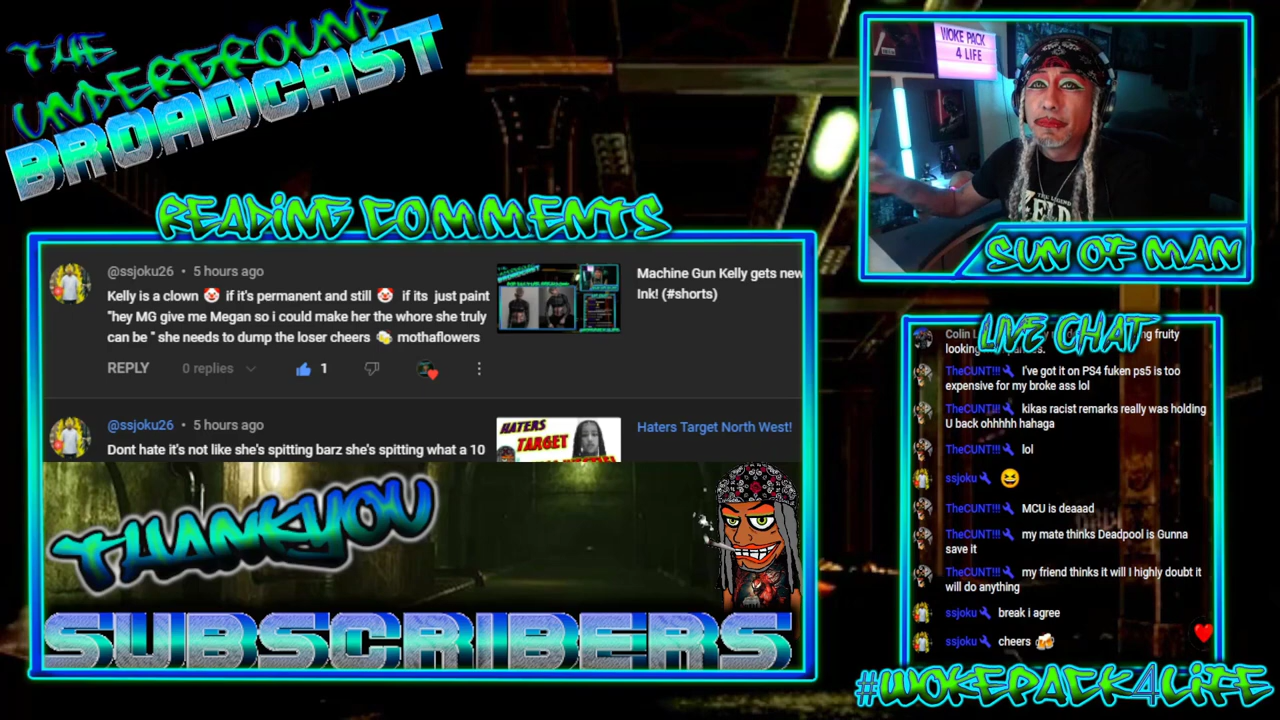 THE
UNDERGROUND
BROADCAST
WOKE PACK
4 LIFE
THE LEGEND
ZELD
SUN OF MAN
READING COMMENTS
@ssjoku26 • 5 hours ago
Kelly is a clown 🤡 if it's permanent and still 🤡 if its just paint
"hey MG give me Megan so i could make her the whore she truly
can be " she needs to dump the loser cheers 🍻 mothaflowers
REPLY 0 replies 1
Machine Gun Kelly gets new
Ink! (#shorts)
@ssjoku26 • 5 hours ago
Dont hate it's not like she's spitting barz she's spitting what a 10
HATERS
TARGET
Haters Target North West!
THANKYOU
SUBSCRIBERS
LIVE CHAT
Colin L
ng fruity
looking
TheCUNT!!! I've got it on PS4 fuken ps5 is too
expensive for my broke ass lol
TheCUNT!!! kikas racist remarks really was holding
U back ohhhhh hahaga
TheCUNT!!! lol
ssjoku 😆
TheCUNT!!! MCU is deaaad
TheCUNT!!! my mate thinks Deadpool is Gunna
save it
TheCUNT!!! my friend thinks it will I highly doubt it
will do anything
ssjoku break i agree
ssjoku cheers 🍻
#WOKEPACK4LIFE